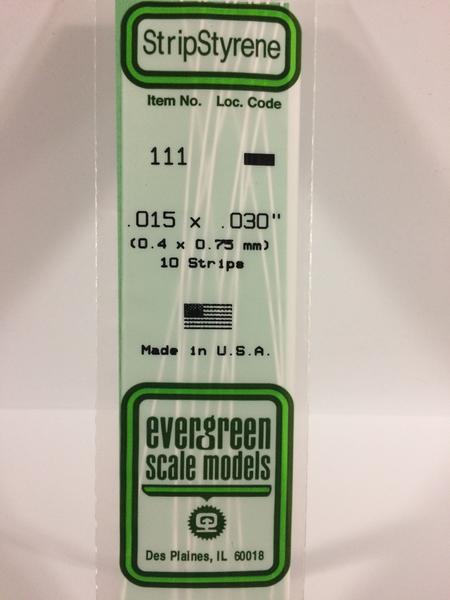 StripStyrene
Item No. Loc. Code
111
.015 x .030"
(0.4 x 0.75 mm)
10 Strips
Made in U.S.A.
evergreen
scale models
Des Plaines, IL 60018